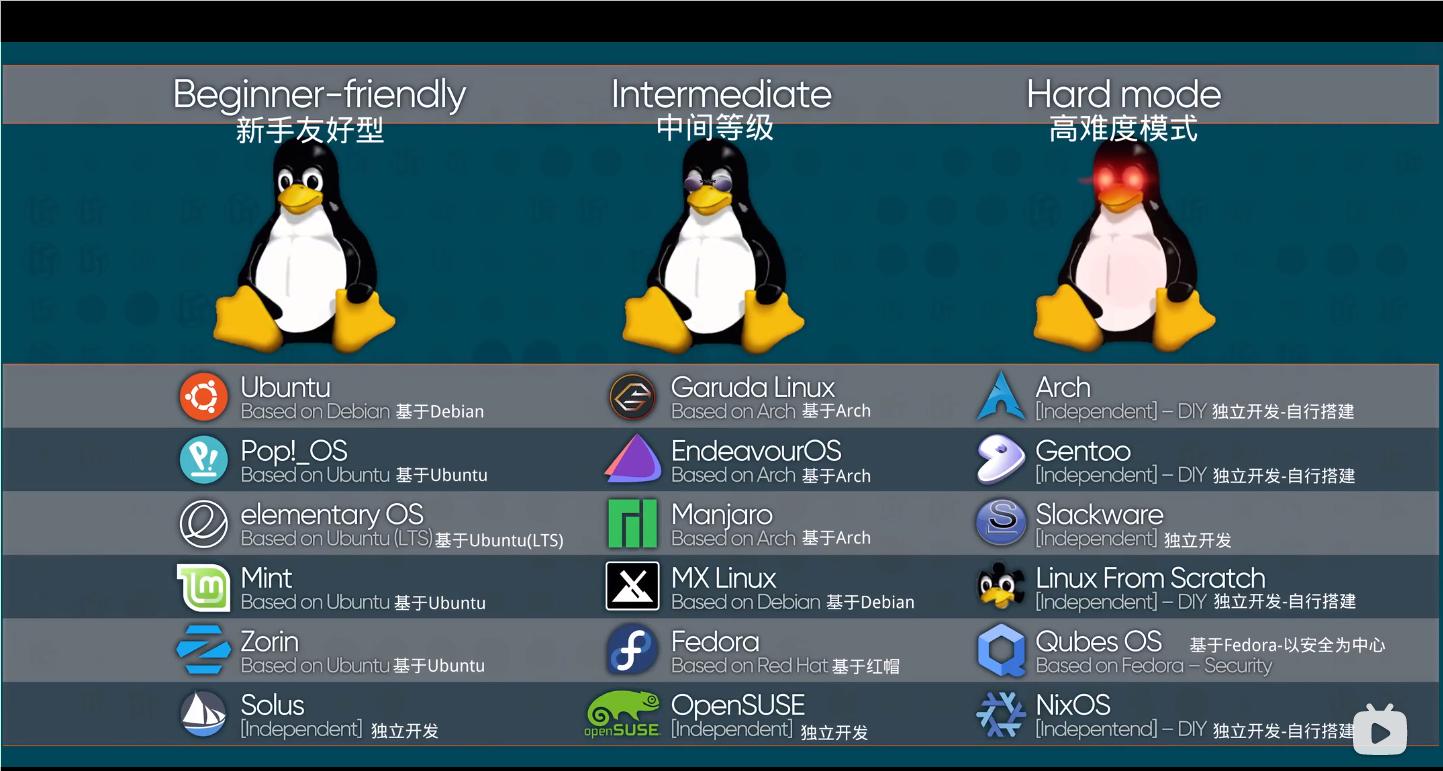 Beginner-friendly
新手友好型
Intermediate
中间等级
Hard mode
高难度模式
Ubuntu
Based on Debian 基于Debian
Garuda Linux
Based on Arch 基于Arch
Arch
[Independent] – DIY 独立开发-自行搭建
Pop!_OS
Based on Ubuntu 基于Ubuntu
EndeavourOS
Based on Arch 基于Arch
Gentoo
[Independent] – DIY 独立开发-自行搭建
elementary OS
Based on Ubuntu (LTS) 基于Ubuntu(LTS)
Manjaro
Based on Arch 基于Arch
S
Slackware
[Independent] 独立开发
lm
Mint
Based on Ubuntu 基于Ubuntu
MX Linux
Based on Debian 基于Debian
Linux From Scratch
[Independent] – DIY 独立开发-自行搭建
Zorin
Based on Ubuntu 基于Ubuntu
Fedora
Based on Red Hat 基于红帽
Qubes OS 基于Fedora-以安全为中心
Based on Fedora – Security
Solus
[Independent] 独立开发
openSUSE
OpenSUSE
[Independent] 独立开发
NixOS
[Indepentend] – DIY 独立开发-自行搭建